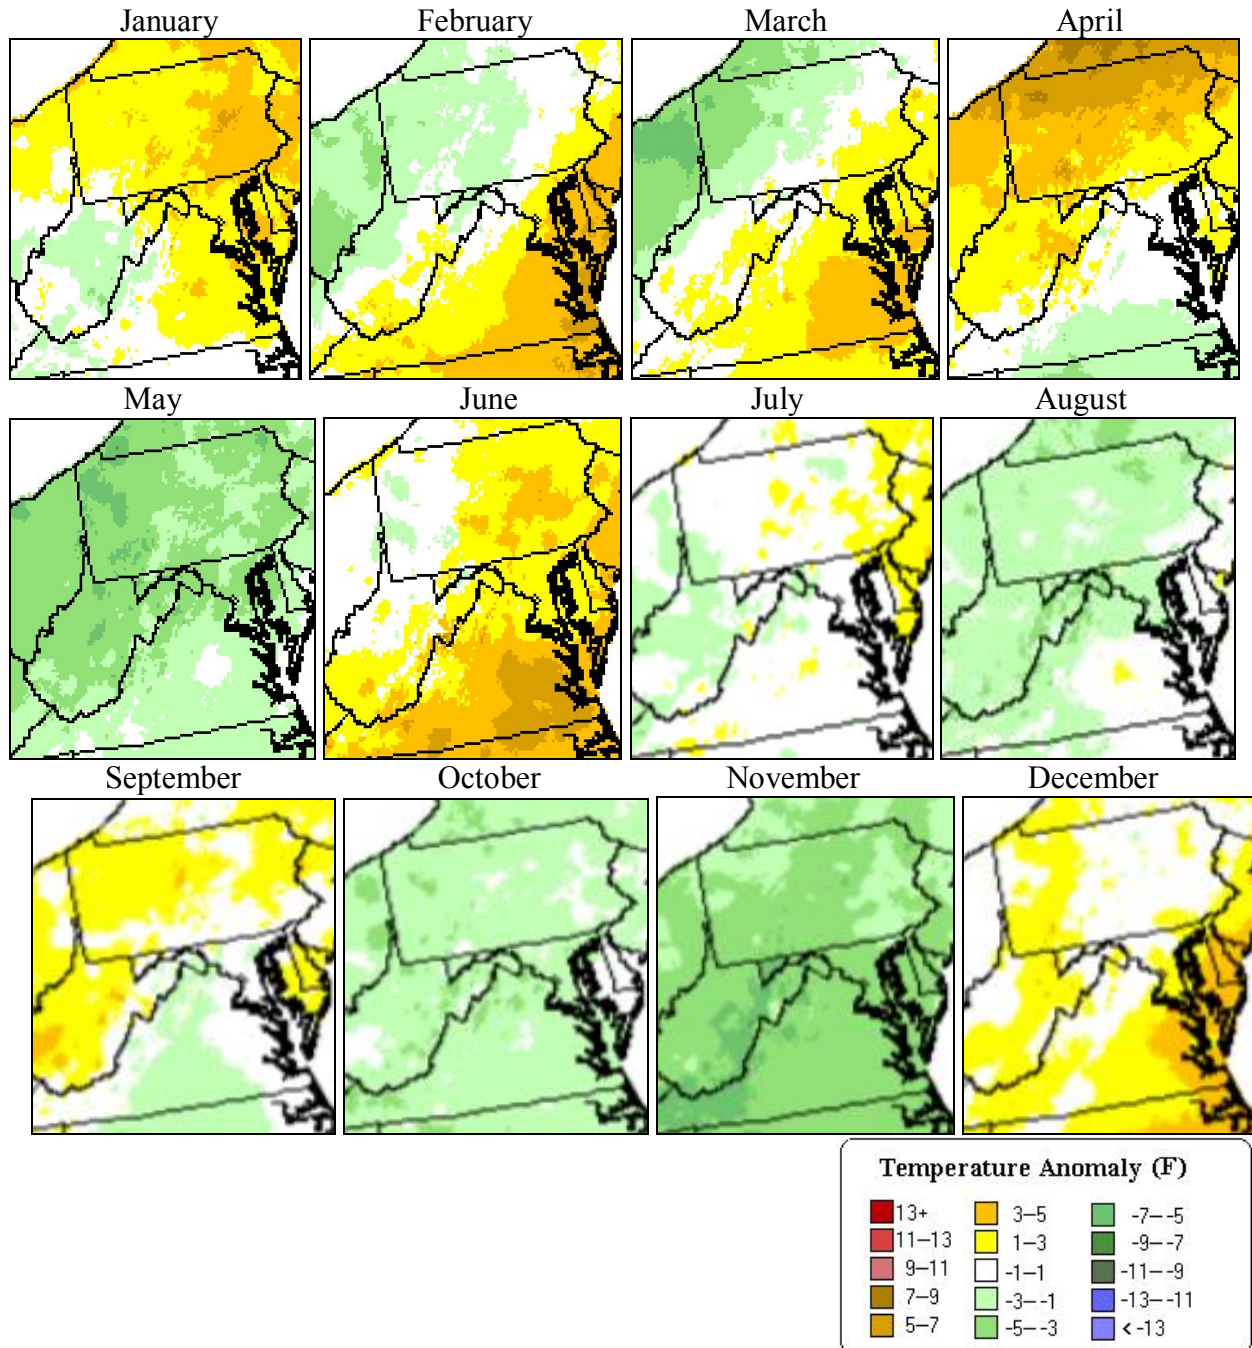 January February March April
May June July August
September October November December
Temperature Anomaly (F)
13+ 3—5 -7— -5
11—13 1—3 -9— -7
9—11 -1—1 -11— -9
7—9 -3— -1 -13— -11
5—7 -5— -3 < -13